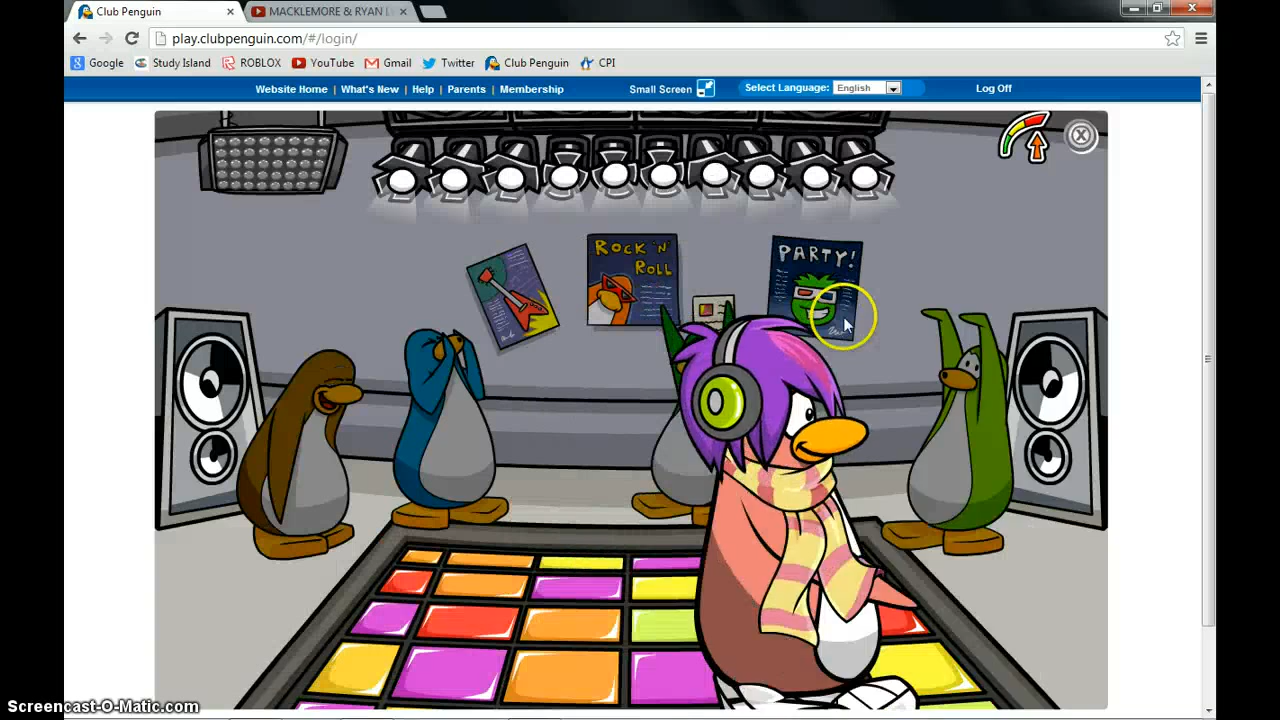 Club Penguin
MACKLEMORE & RYAN L
play.clubpenguin.com/#/login/
Google Study Island ROBLOX YouTube Gmail Twitter Club Penguin CPI
Website Home | What's New | Help | Parents | Membership Small Screen Select Language: English Log Off
ROCK 'N'
ROLL
PARTY!
Screencast-O-Matic.com